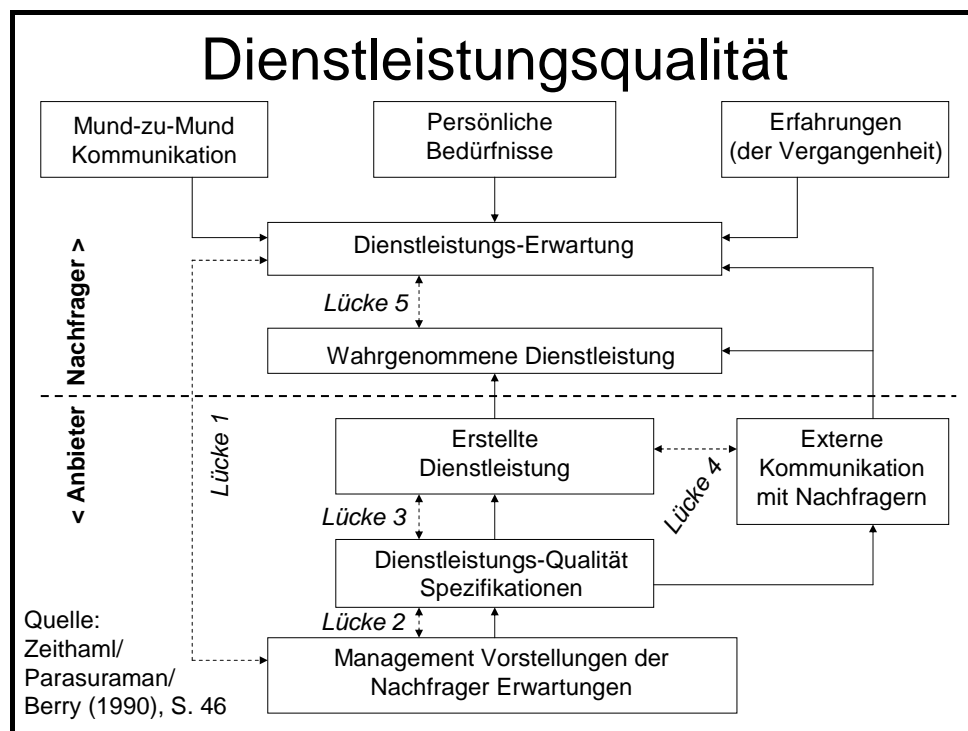 Dienstleistungsqualität
Mund-zu-Mund
Kommunikation
Persönliche
Bedürfnisse
Erfahrungen
(der Vergangenheit)
Dienstleistungs-Erwartung
Lücke 5
Wahrgenommene Dienstleistung
Nachfrager >
< Anbieter
Lücke 1
Erstellte
Dienstleistung
Lücke 4
Externe
Kommunikation
mit Nachfragern
Lücke 3
Dienstleistungs-Qualität
Spezifikationen
Lücke 2
Management Vorstellungen der
Nachfrager Erwartungen
Quelle:
Zeithaml/
Parasuraman/
Berry (1990), S. 46